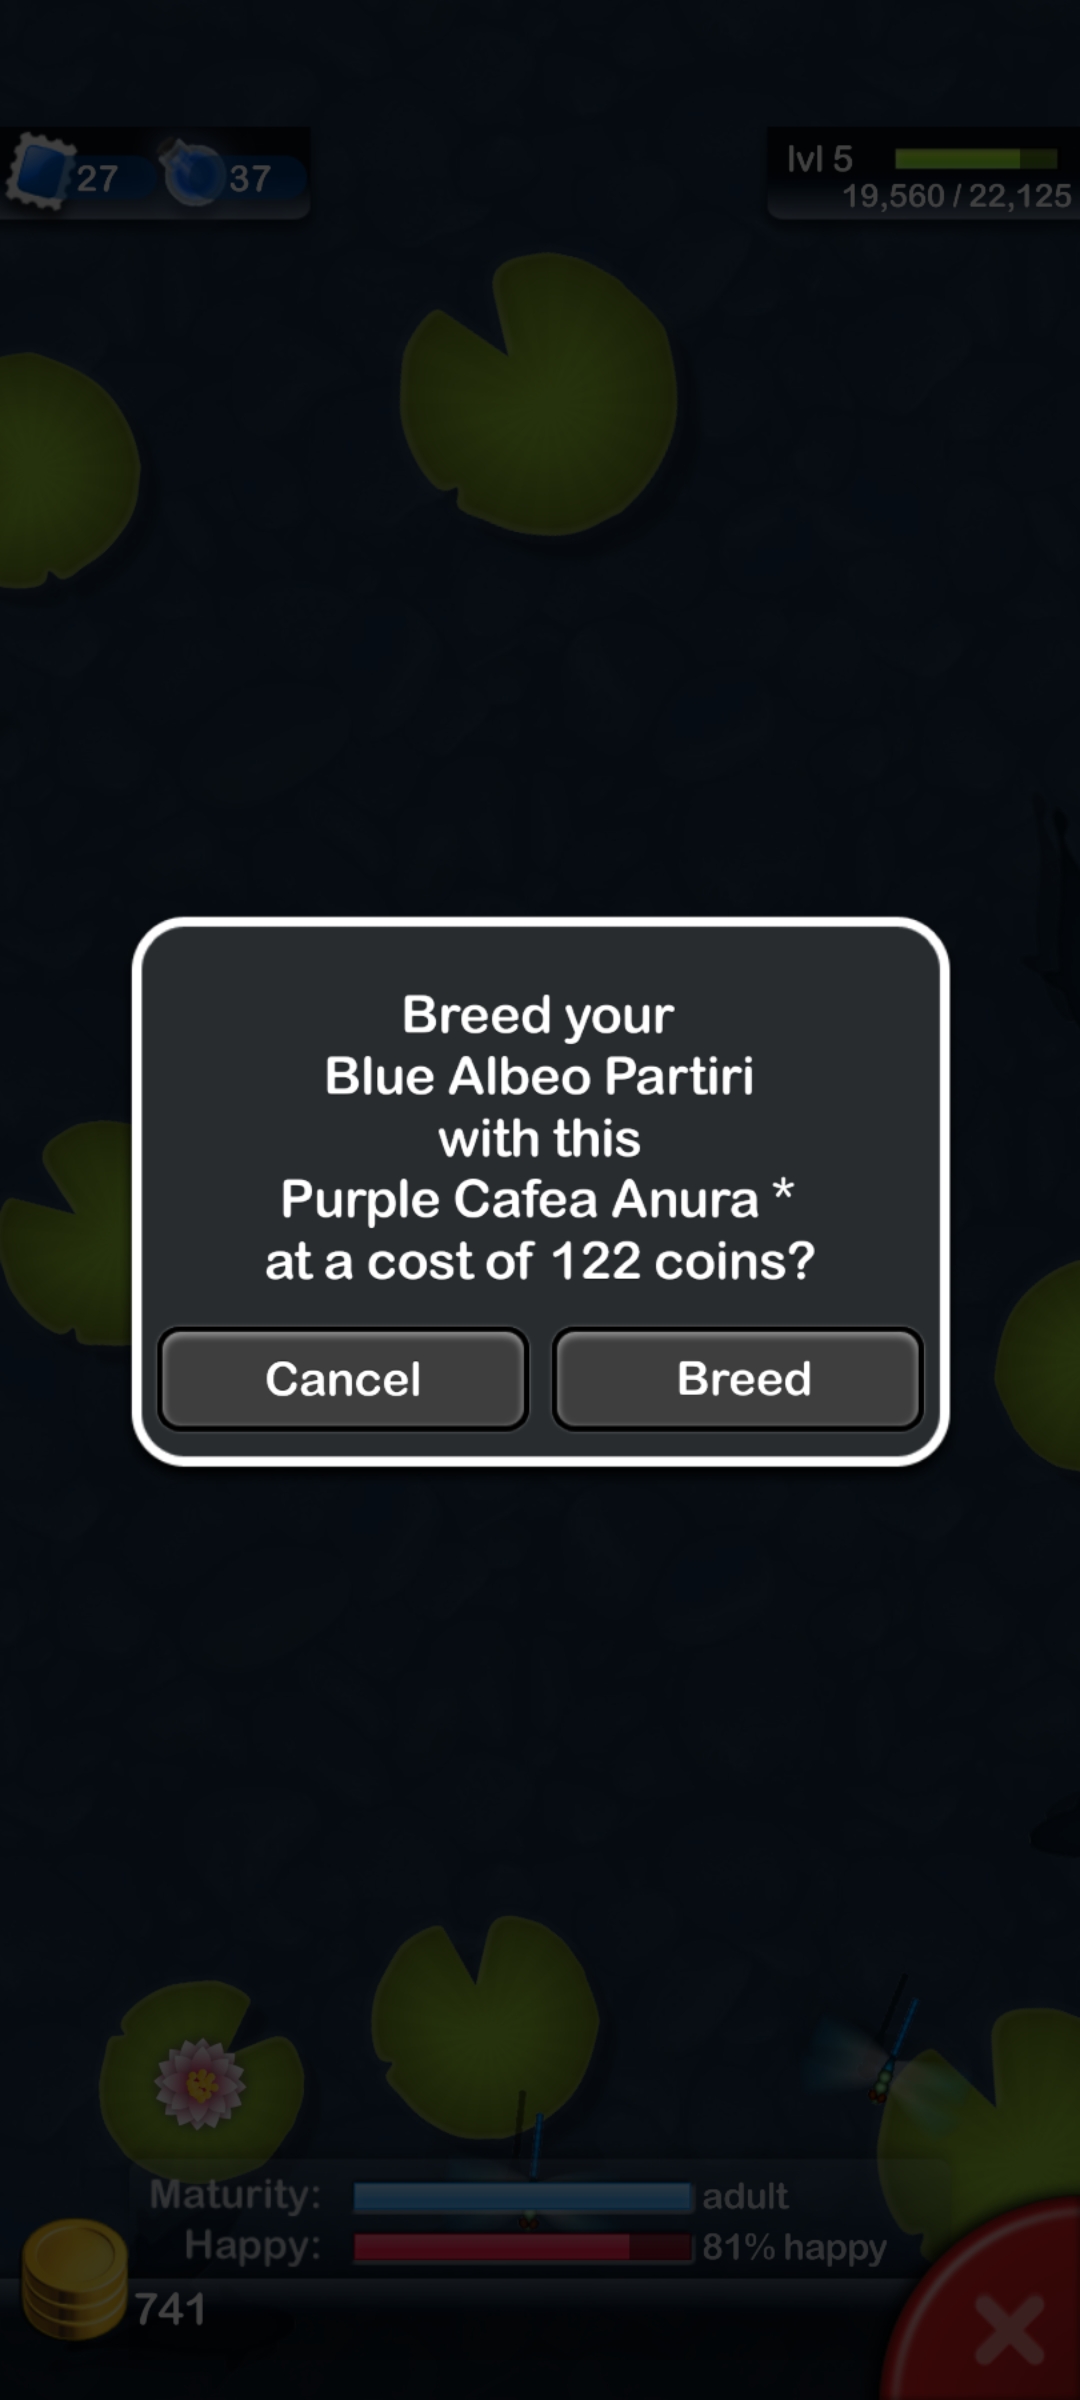 27
37
lvl 5
19,560 / 22,125
Breed your
Blue Albeo Partiri
with this
Purple Cafea Anura *
at a cost of 122 coins?
Cancel
Breed
Maturity:
adult
Happy:
81% happy
741